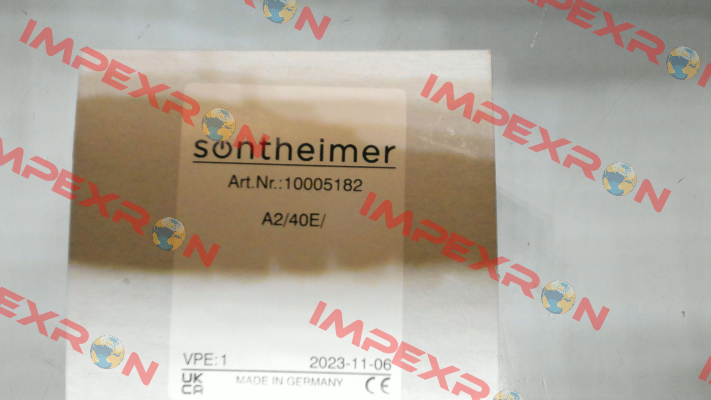 IMPEXRON
IMPEXRON
IMPEXRON
IMPEXRON
sontheimer
Art.Nr.:10005182
A2/40E/
IMPEXRON
IMPEXRON
IMPEXRON
IMPEXRON
VPE:1 2023-11-06
UK CA MADE IN GERMANY CE